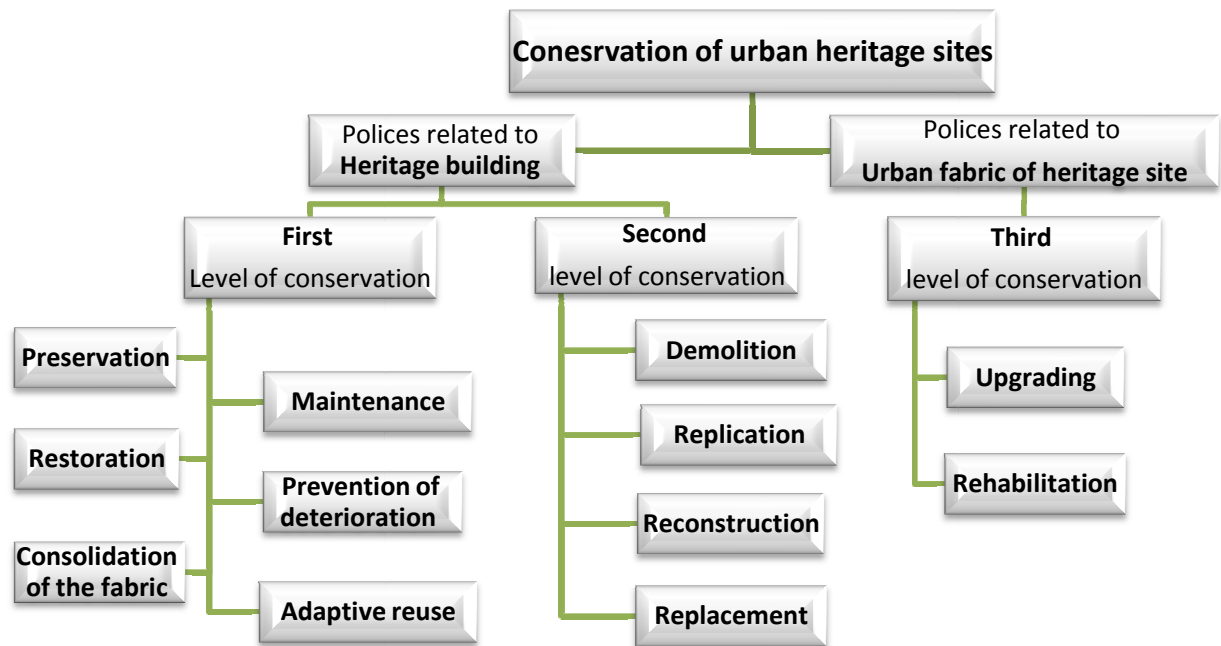 Conesrvation of urban heritage sites
Polices related to
Heritage building
Polices related to
Urban fabric of heritage site
First
Level of conservation
Second
level of conservation
Third
level of conservation
Preservation
Maintenance
Restoration
Prevention of
deterioration
Consolidation
of the fabric
Adaptive reuse
Demolition
Replication
Reconstruction
Replacement
Upgrading
Rehabilitation